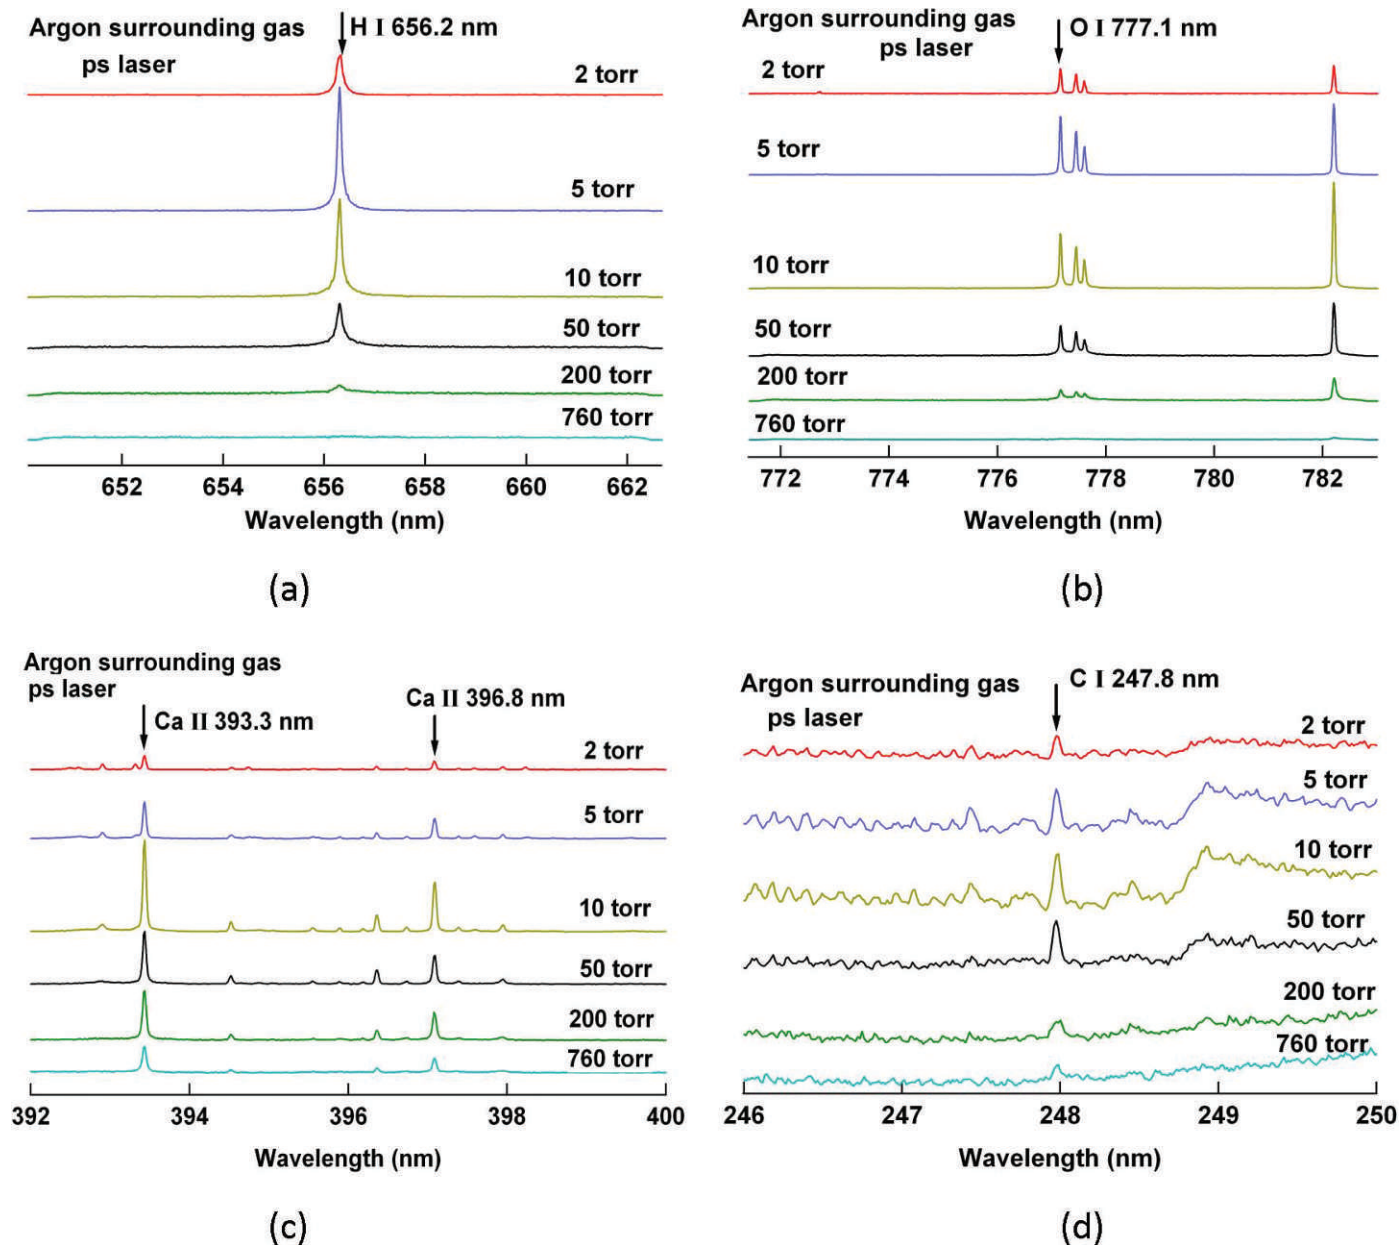 Argon surrounding gas
ps laser
H I 656.2 nm
2 torr
5 torr
10 torr
50 torr
200 torr
760 torr
652 654 656 658 660 662
Wavelength (nm)
(a)
Argon surrounding gas
ps laser
O I 777.1 nm
2 torr
5 torr
10 torr
50 torr
200 torr
760 torr
772 774 776 778 780 782
Wavelength (nm)
(b)
Argon surrounding gas
ps laser
Ca II 393.3 nm
Ca II 396.8 nm
2 torr
5 torr
10 torr
50 torr
200 torr
760 torr
392 394 396 398 400
Wavelength (nm)
(c)
Argon surrounding gas
ps laser
C I 247.8 nm
2 torr
5 torr
10 torr
50 torr
200 torr
760 torr
246 247 248 249 250
Wavelength (nm)
(d)